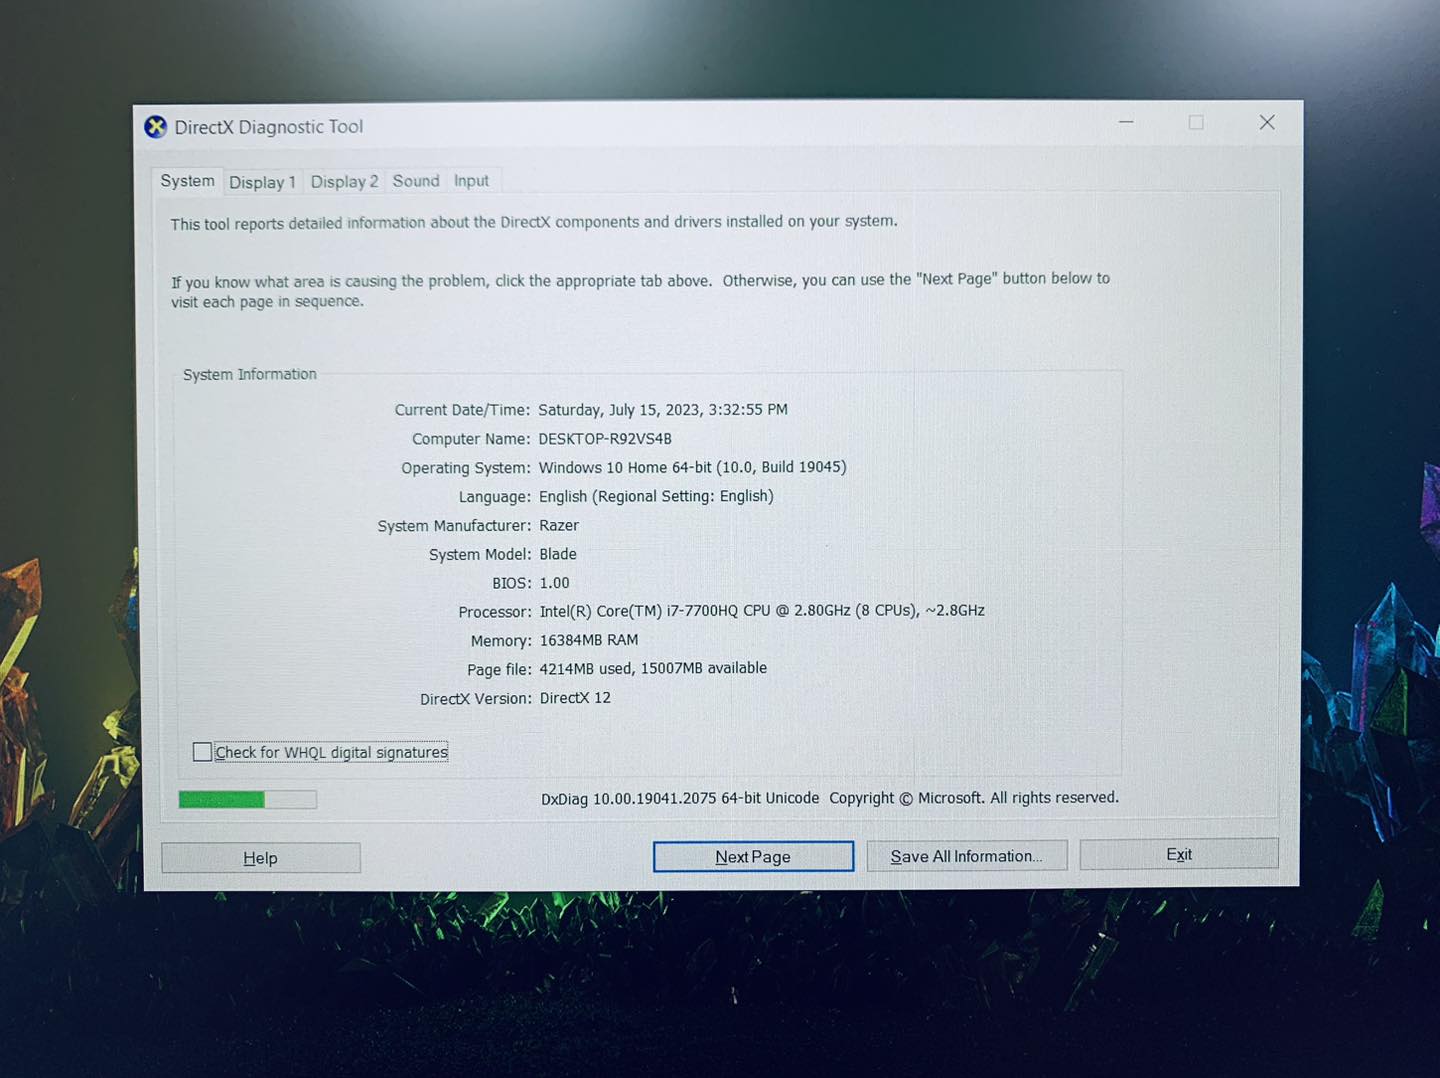 DirectX Diagnostic Tool
System Display 1 Display 2 Sound Input
This tool reports detailed information about the DirectX components and drivers installed on your system.
If you know what area is causing the problem, click the appropriate tab above.  Otherwise, you can use the "Next Page" button below to
visit each page in sequence.
System Information
Current Date/Time: Saturday, July 15, 2023, 3:32:55 PM
Computer Name: DESKTOP-R92VS4B
Operating System: Windows 10 Home 64-bit (10.0, Build 19045)
Language: English (Regional Setting: English)
System Manufacturer: Razer
System Model: Blade
BIOS: 1.00
Processor: Intel(R) Core(TM) i7-7700HQ CPU @ 2.80GHz (8 CPUs), ~2.8GHz
Memory: 16384MB RAM
Page file: 4214MB used, 15007MB available
DirectX Version: DirectX 12
Check for WHQL digital signatures
DxDiag 10.00.19041.2075 64-bit Unicode  Copyright © Microsoft. All rights reserved.
Help Next Page Save All Information... Exit